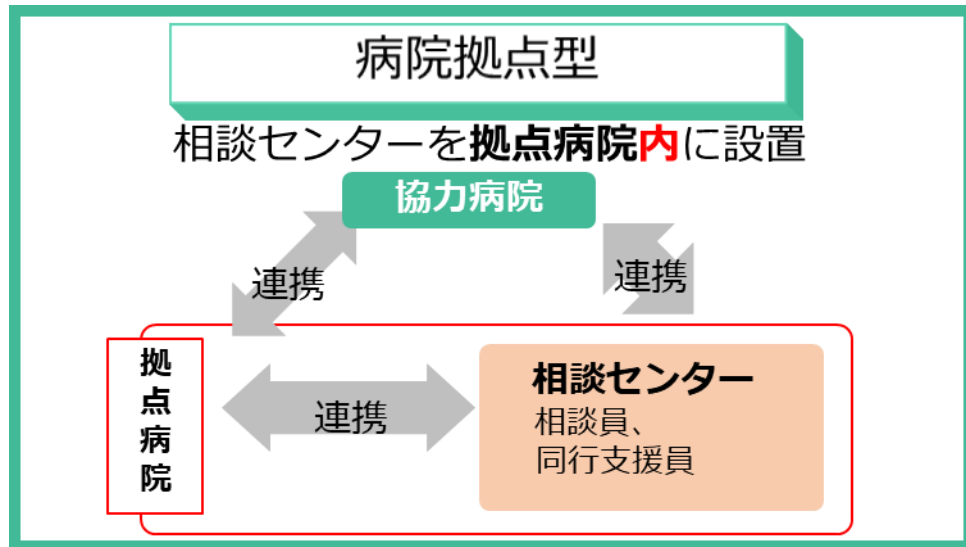 病院拠点型
相談センターを拠点病院内に設置
協力病院
連携
連携
拠点病院
連携
相談センター
相談員、
同行支援員